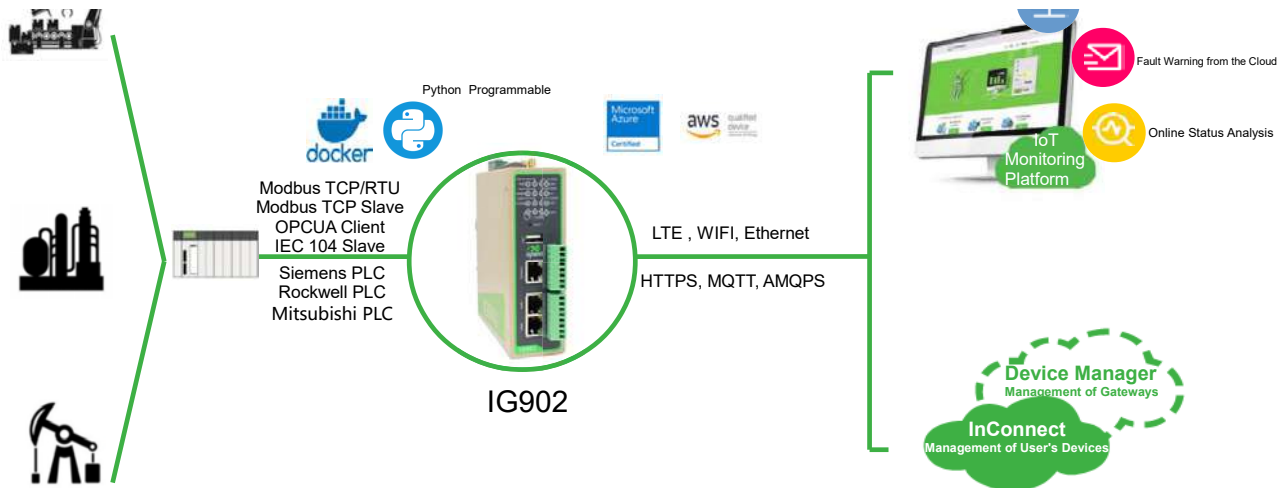 Python Programmable
docker
Microsoft
Azure
Certified
aws
qualified
device
Modbus TCP/RTU
Modbus TCP Slave
OPCUA Client
IEC 104 Slave
Siemens PLC
Rockwell PLC
Mitsubishi PLC
IG902
LTE , WIFI, Ethernet
HTTPS, MQTT, AMQPS
Fault Warning from the Cloud
Online Status Analysis
IoT
Monitoring
Platform
Device Manager
Management of Gateways
InConnect
Management of User's Devices